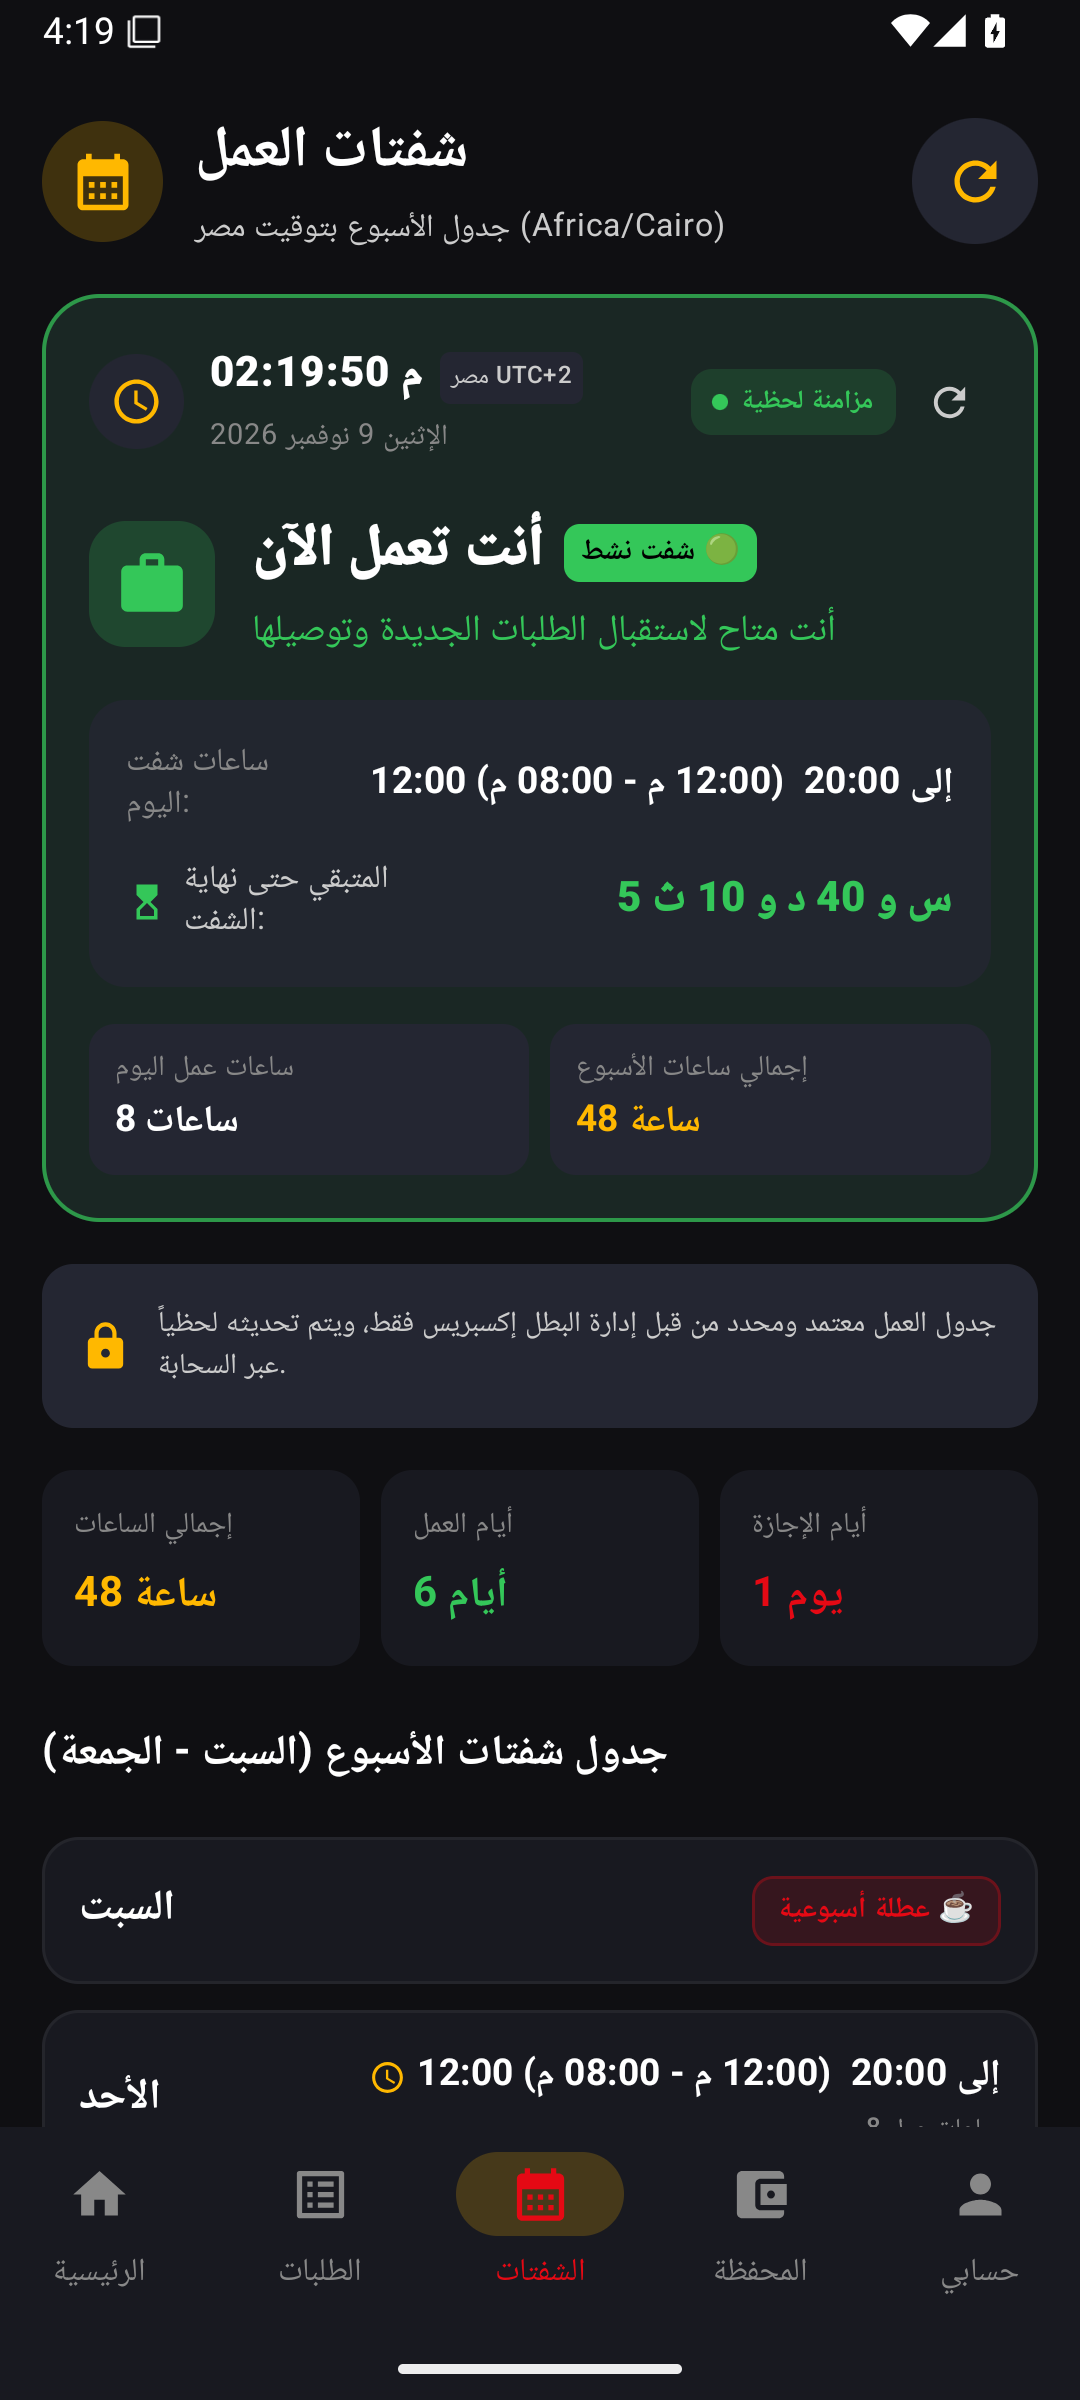 4:19
شفتات العمل
جدول الأسبوع بتوقيت مصر (Africa/Cairo)
02:19:50 م
مصر UTC+2
مزامنة لحظية
الإثنين 9 نوفمبر 2026
أنت تعمل الآن
شفت نشط 🟢
أنت متاح لاستقبال الطلبات الجديدة وتوصيلها
ساعات شفت
اليوم:
12:00 إلى 20:00 (12:00 م - 08:00 م)
المتبقي حتى نهاية
الشفت:
5 س و 40 د و 10 ث
ساعات عمل اليوم
8 ساعات
إجمالي ساعات الأسبوع
48 ساعة
جدول العمل معتمد ومحدد من قبل إدارة البطل إكسبريس فقط، ويتم تحديثه لحظياً
عبر السحابة.
إجمالي الساعات
48 ساعة
أيام العمل
6 أيام
أيام الإجازة
1 يوم
جدول شفتات الأسبوع (السبت - الجمعة)
السبت
عطلة أسبوعية ☕
الأحد
12:00 إلى 20:00 (12:00 م - 08:00 م)
الرئيسية
الطلبات
الشفتات
المحفظة
حسابي